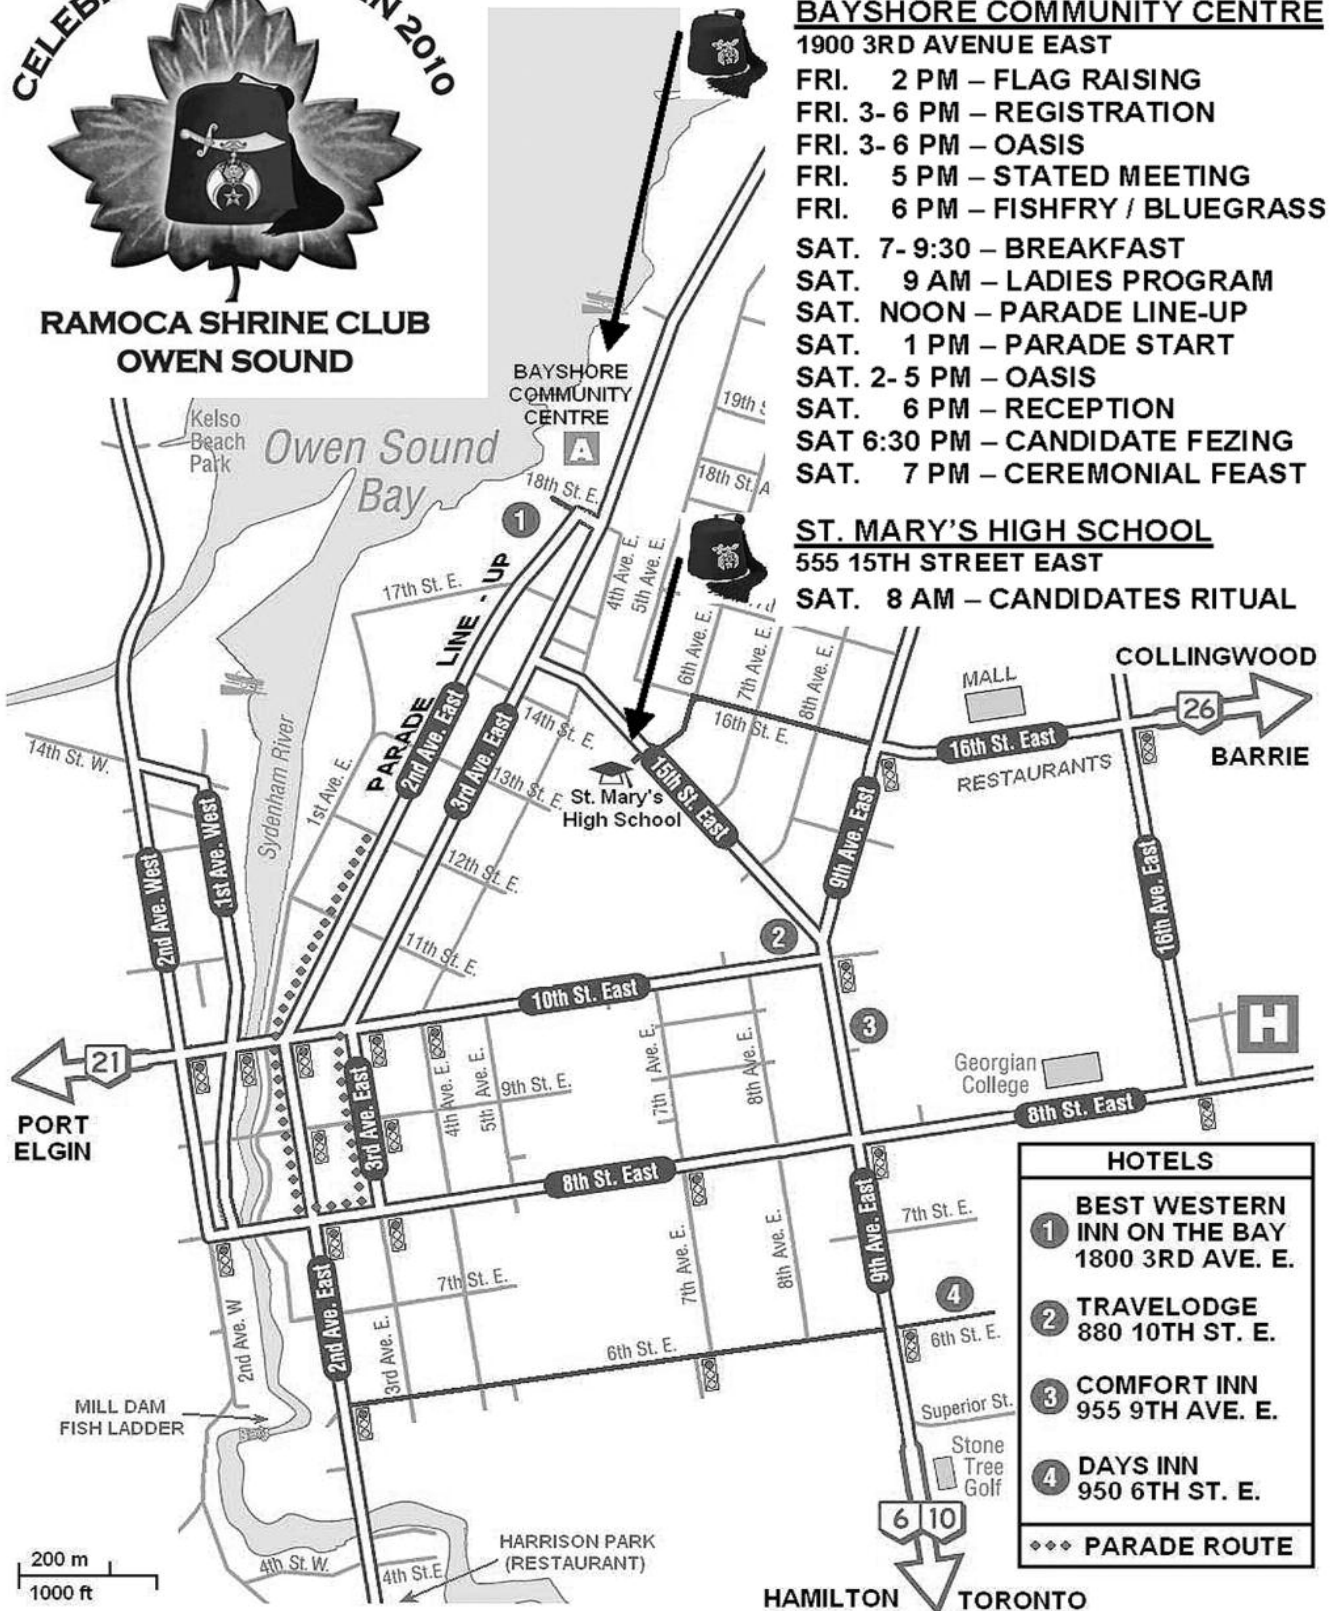 2010
RAMOCA SHRINE CLUB
OWEN SOUND
BAYSHORE COMMUNITY CENTRE
1900 3RD AVENUE EAST
FRI. 2 PM – FLAG RAISING
FRI. 3- 6 PM – REGISTRATION
FRI. 3- 6 PM – OASIS
FRI. 5 PM – STATED MEETING
FRI. 6 PM – FISHFRY / BLUEGRASS
SAT. 7- 9:30 – BREAKFAST
SAT. 9 AM – LADIES PROGRAM
SAT. NOON – PARADE LINE-UP
SAT. 1 PM – PARADE START
SAT. 2- 5 PM – OASIS
SAT. 6 PM – RECEPTION
SAT 6:30 PM – CANDIDATE FEZING
SAT. 7 PM – CEREMONIAL FEAST
ST. MARY'S HIGH SCHOOL
555 15TH STREET EAST
SAT. 8 AM – CANDIDATES RITUAL
BAYSHORE
COMMUNITY
CENTRE
A
Kelso
Beach
Park
Owen Sound
Bay
19th
18th St.
18th St. E.
1
17th St. E.
4th Ave. E.
5th Ave. E.
6th Ave. E.
7th Ave. E.
8th Ave. E.
PARADE LINE - UP
2nd Ave. East
3rd Ave. East
14th St. E.
13th St. E.
12th St. E.
11th St. E.
16th St. E.
15th St. East
St. Mary's
High School
MALL
16th St. East
RESTAURANTS
COLLINGWOOD
26
BARRIE
14th St. W.
1st Ave. West
2nd Ave. West
Sydenham River
1st Ave. E.
9th Ave. East
16th Ave. East
2
10th St. East
3
H
21
PORT
ELGIN
3rd Ave. East
4th Ave. E.
5th Ave. E.
9th St. E.
7th Ave. E.
8th Ave. E.
Georgian
College
8th St. East
8th St. East
9th Ave. East
7th St. E.
7th Ave. E.
8th Ave. E.
7th St. E.
2nd Ave. W
2nd Ave. East
3rd Ave. E.
6th St. E.
4
6th St. E.
Superior St.
Stone
Tree
Golf
MILL DAM
FISH LADDER
HARRISON PARK
(RESTAURANT)
4th St. W.
4th St.E.
200 m
1000 ft
6
10
HAMILTON
TORONTO
HOTELS
1 BEST WESTERN
INN ON THE BAY
1800 3RD AVE. E.
2 TRAVELODGE
880 10TH ST. E.
3 COMFORT INN
955 9TH AVE. E.
4 DAYS INN
950 6TH ST. E.
PARADE ROUTE